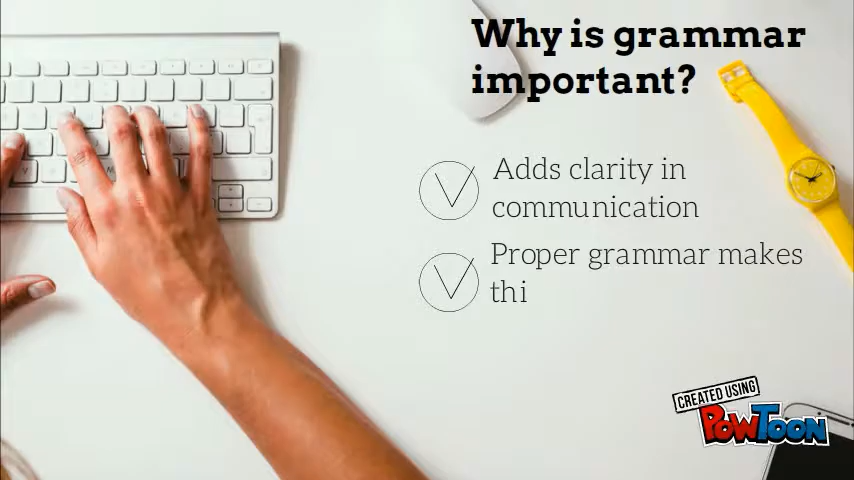 Why is grammar
important?
Adds clarity in
communication
Proper grammar makes
thi
CREATED USING
POWTOON